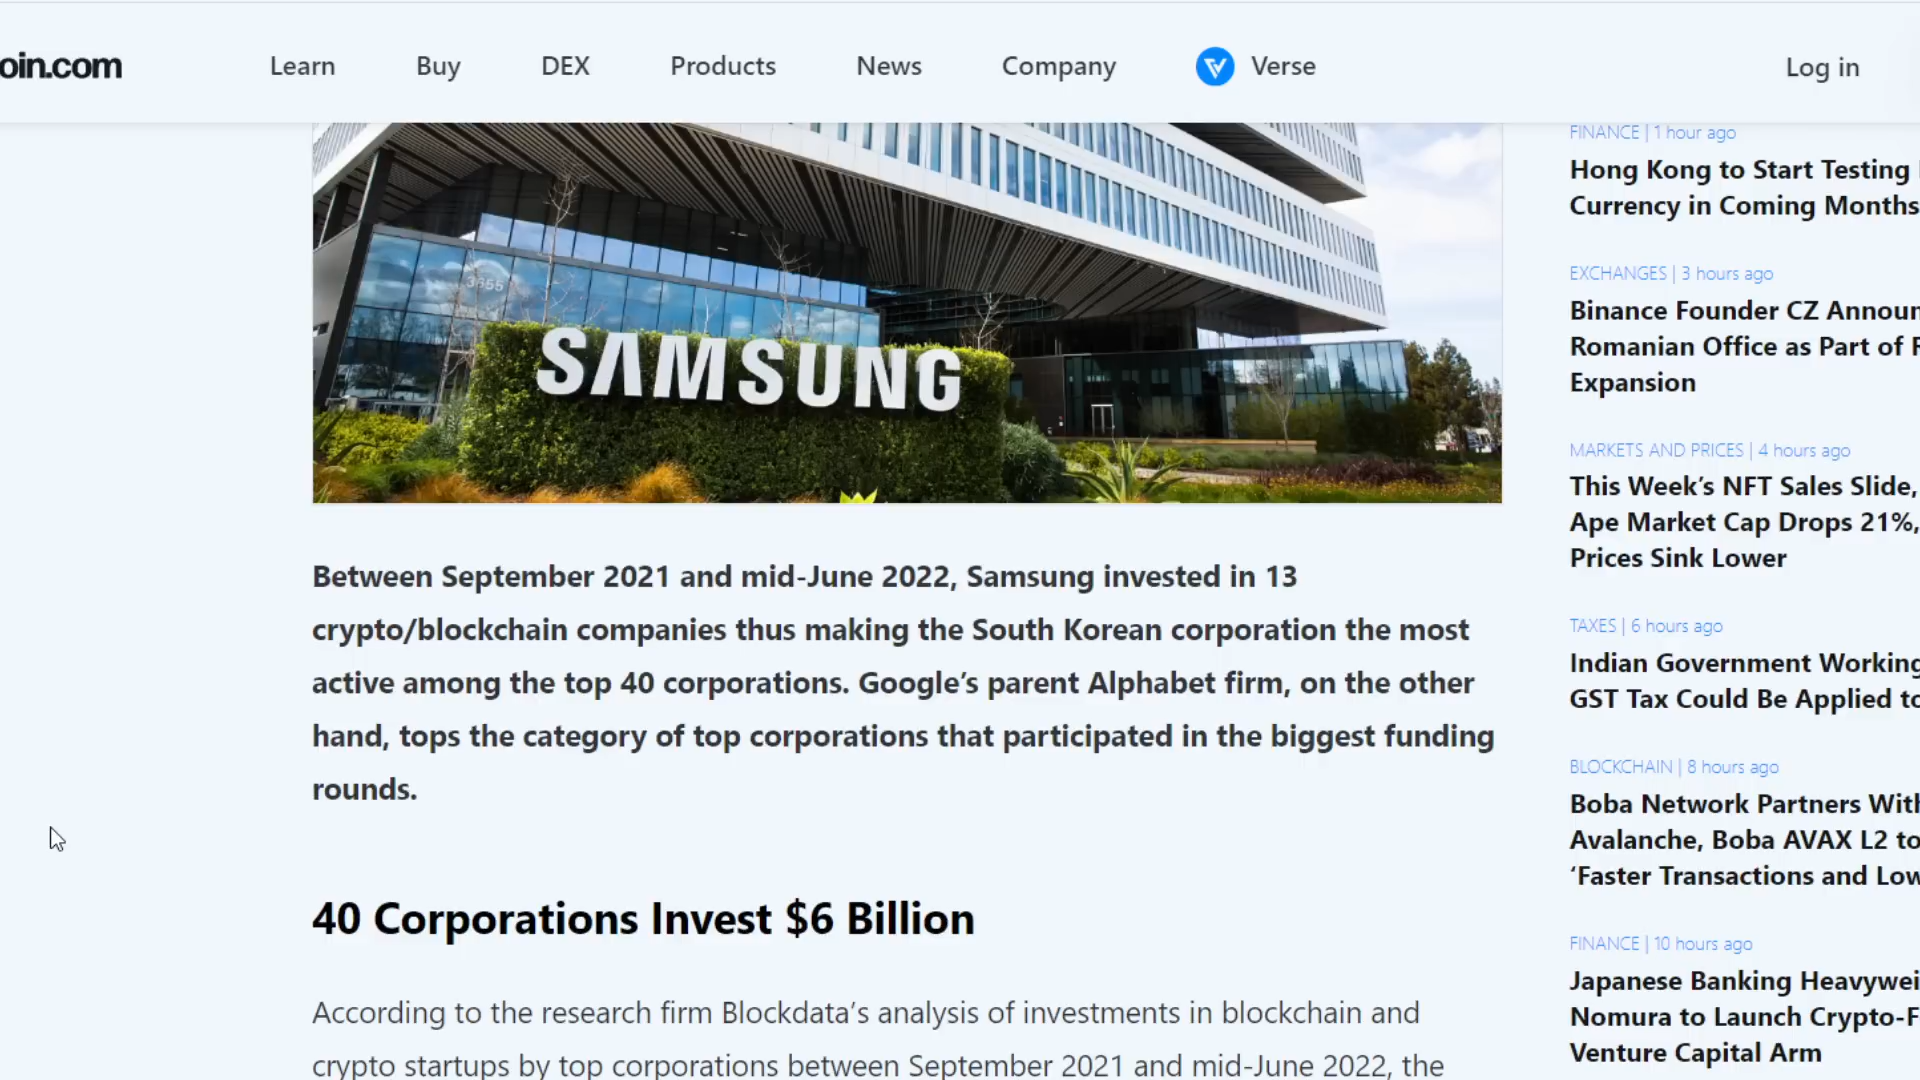 oin.com
Learn
Buy
DEX
Products
News
Company
Verse
Log in
3655
SAMSUNG
Between September 2021 and mid-June 2022, Samsung invested in 13
crypto/blockchain companies thus making the South Korean corporation the most
active among the top 40 corporations. Google’s parent Alphabet firm, on the other
hand, tops the category of top corporations that participated in the biggest funding
rounds.
40 Corporations Invest $6 Billion
According to the research firm Blockdata’s analysis of investments in blockchain and
crypto startups by top corporations between September 2021 and mid-June 2022, the
FINANCE | 1 hour ago
Hong Kong to Start Testing
Currency in Coming Months
EXCHANGES | 3 hours ago
Binance Founder CZ Announ
Romanian Office as Part of
Expansion
MARKETS AND PRICES | 4 hours ago
This Week’s NFT Sales Slide,
Ape Market Cap Drops 21%,
Prices Sink Lower
TAXES | 6 hours ago
Indian Government Working
GST Tax Could Be Applied to
BLOCKCHAIN | 8 hours ago
Boba Network Partners With
Avalanche, Boba AVAX L2 to
‘Faster Transactions and Low
FINANCE | 10 hours ago
Japanese Banking Heavywei
Nomura to Launch Crypto-F
Venture Capital Arm